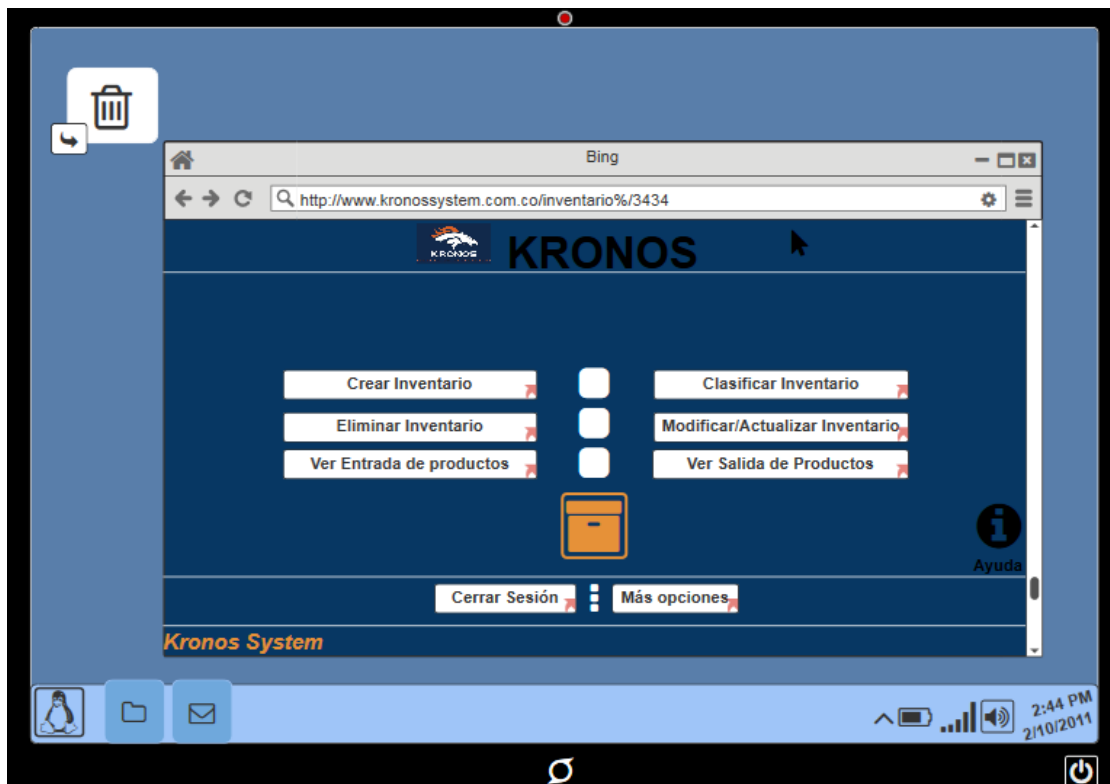 Bing
http://www.kronossystem.com.co/inventario%/3434
KRONOS KRONOS
Crear Inventario Clasificar Inventario
Eliminar Inventario Modificar/Actualizar Inventario
Ver Entrada de productos Ver Salida de Productos
Ayuda
Cerrar Sesión Más opciones
Kronos System
2:44 PM
2/10/2011